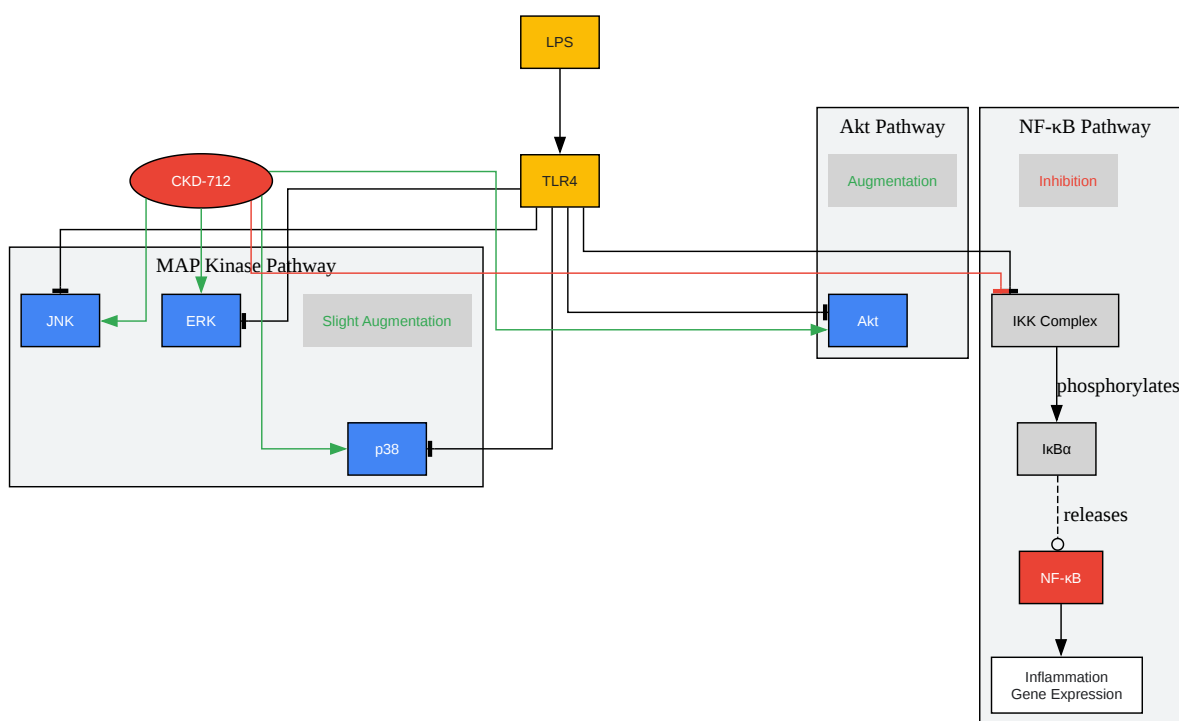 LPS
Akt Pathway
NF-κB Pathway
CKD-712
TLR4
Augmentation
Inhibition
MAP Kinase Pathway
JNK
ERK
Slight Augmentation
Akt
IKK Complex
phosphorylates
p38
IκBα
releases
NF-κB
Inflammation
Gene Expression